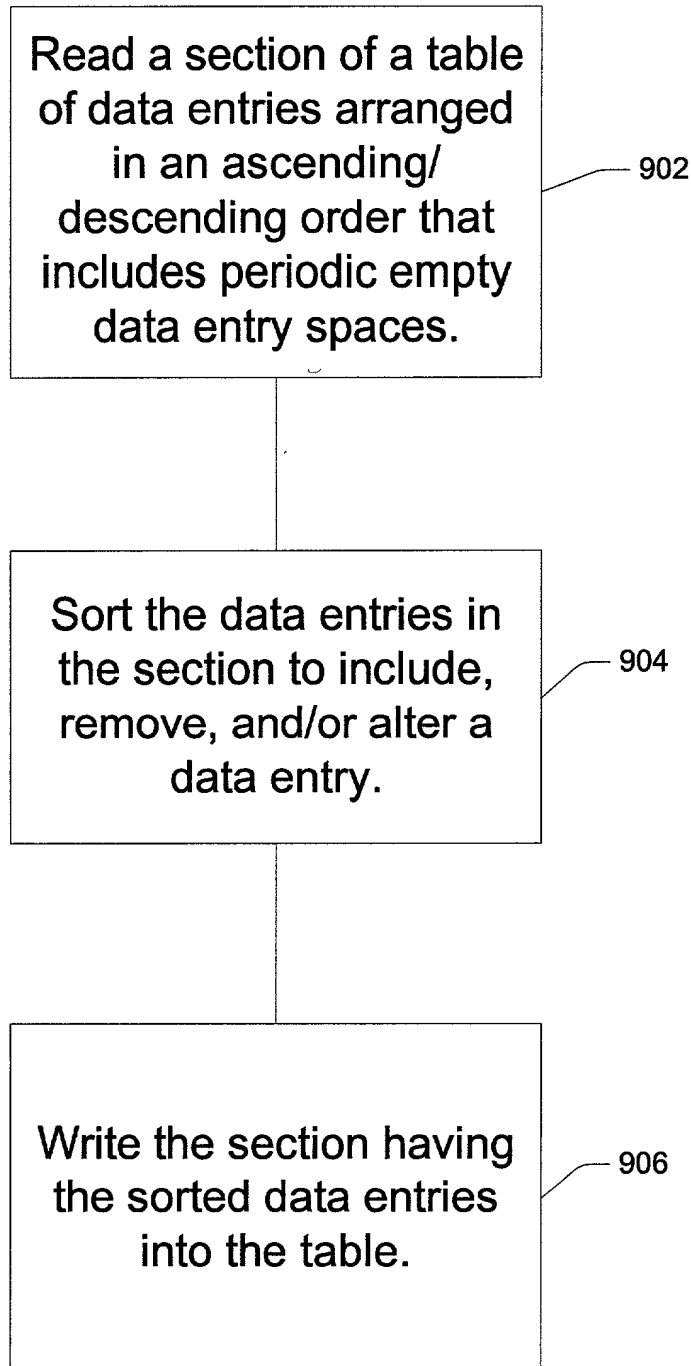 Read a section of a table
of data entries arranged
in an ascending/
descending order that
includes periodic empty
data entry spaces.
902
Sort the data entries in
the section to include,
remove, and/or alter a
data entry.
904
Write the section having
the sorted data entries
into the table.
906